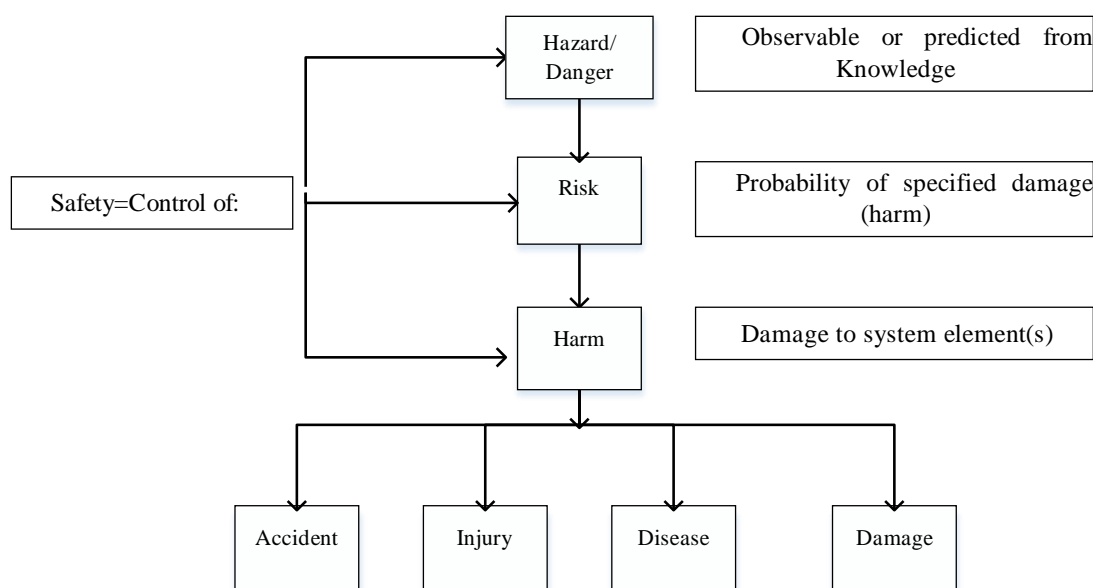 Hazard/
Danger
Observable or predicted from
Knowledge
Safety=Control of:
Risk
Probability of specified damage
(harm)
Harm
Damage to system element(s)
Accident
Injury
Disease
Damage